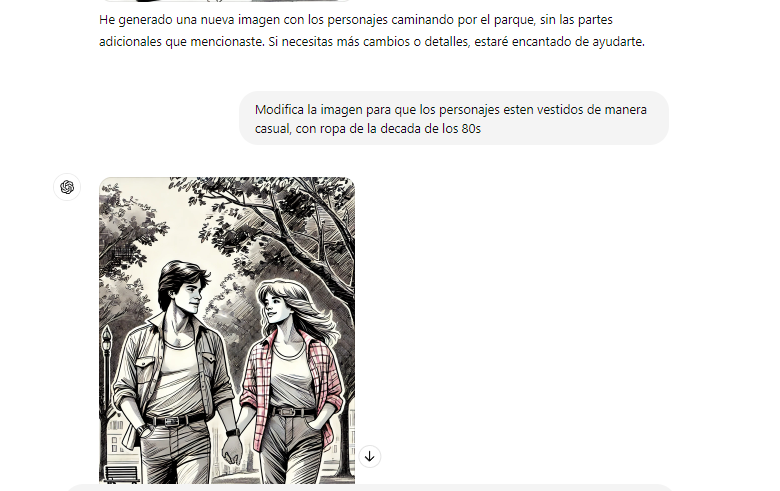 He generado una nueva imagen con los personajes caminando por el parque, sin las partes
adicionales que mencionaste. Si necesitas más cambios o detalles, estaré encantado de ayudarte.
Modifica la imagen para que los personajes esten vestidos de manera
casual, con ropa de la decada de los 80s